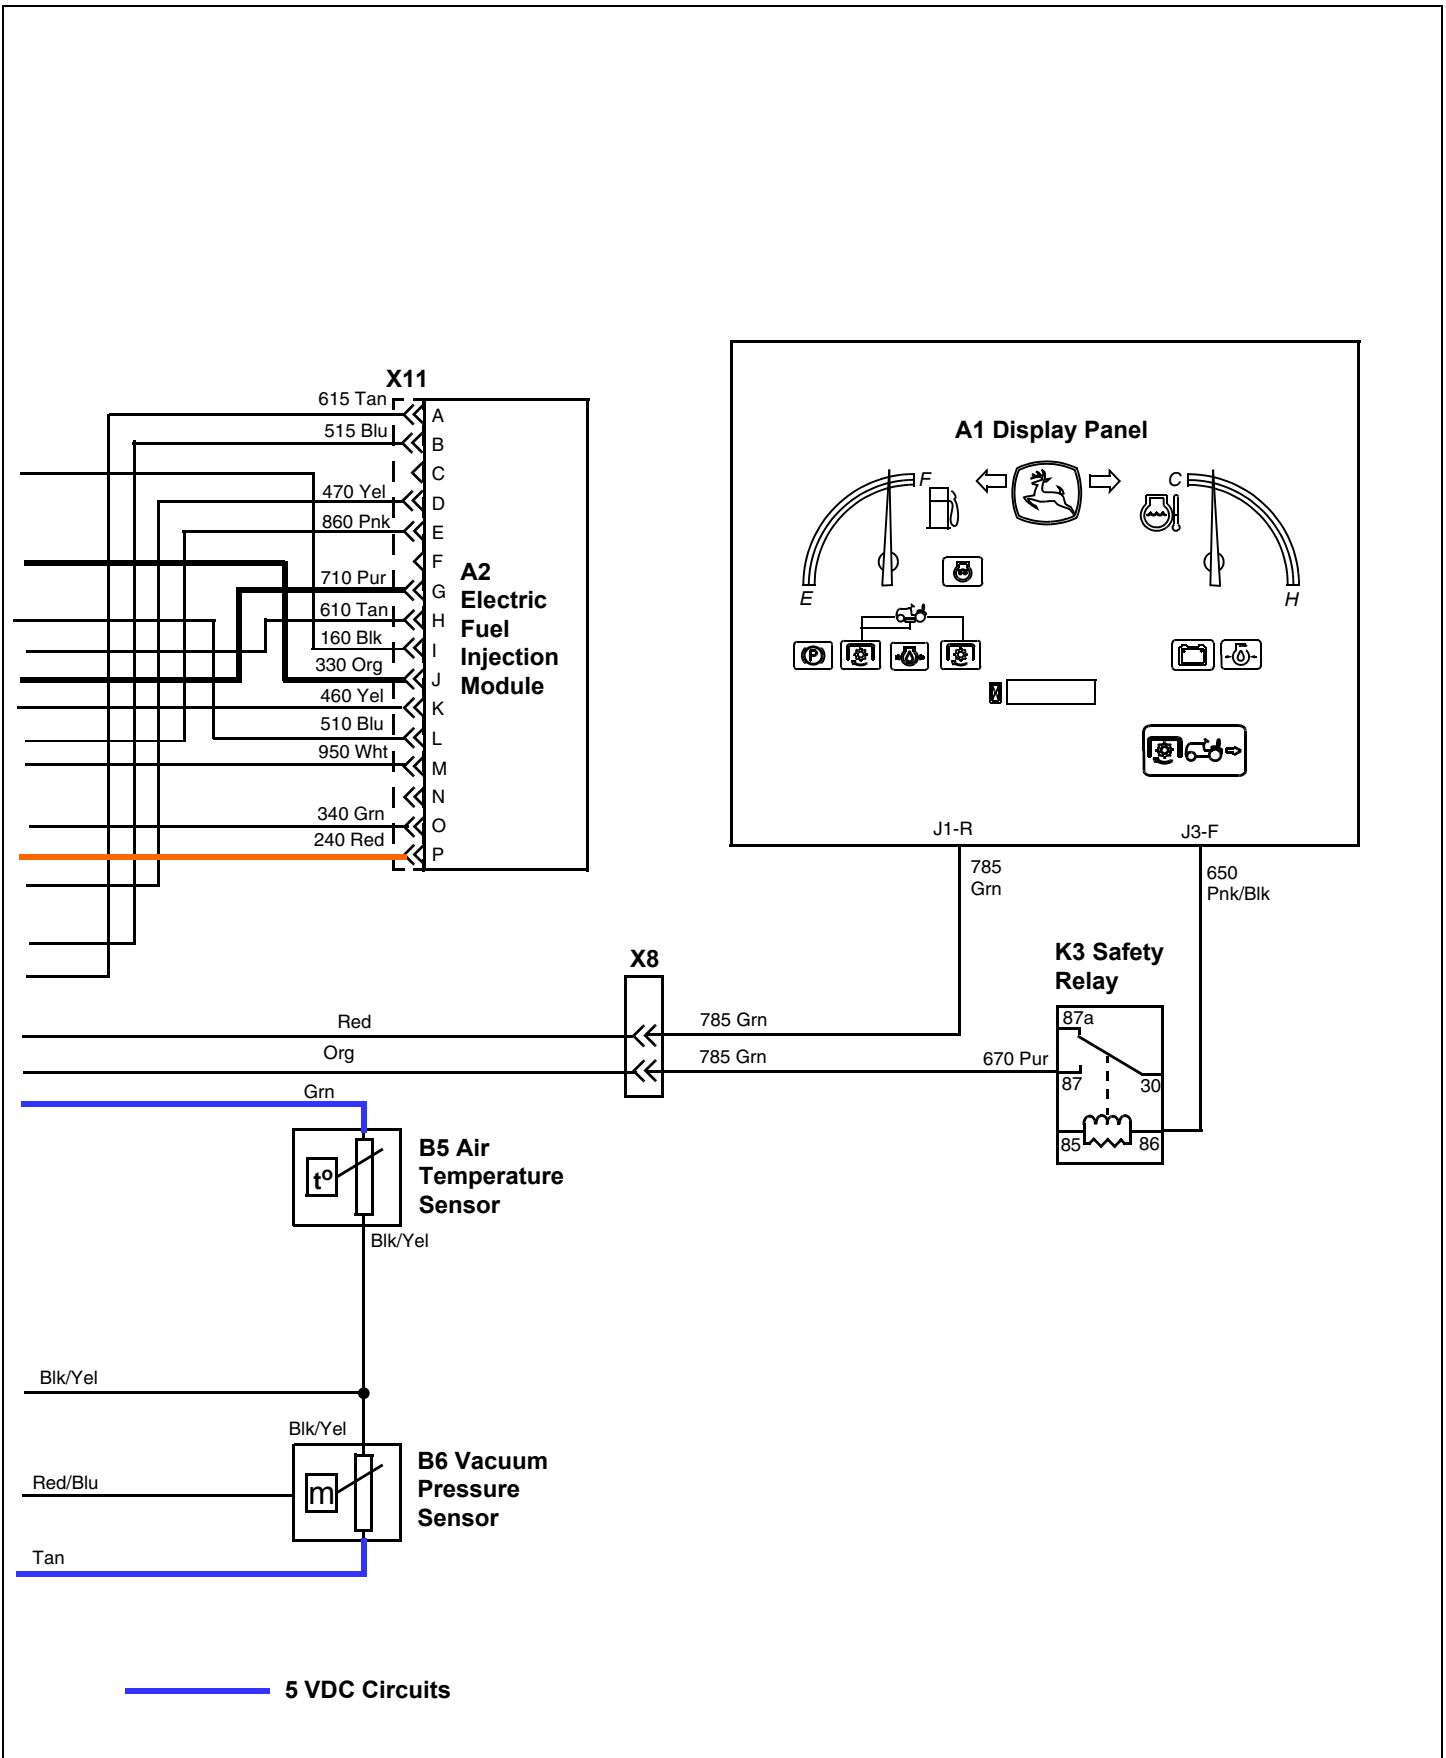 X11
615 Tan
A
515 Blu
B
C
470 Yel
D
860 Pnk
E
F
710 Pur
G
610 Tan
H
160 Blk
I
330 Org
J
460 Yel
K
510 Blu
L
950 Wht
M
N
340 Grn
O
240 Red
P
A2
Electric
Fuel
Injection
Module
A1 Display Panel
F
C
E
H
P
J1-R
J3-F
785
Grn
650
Pnk/Blk
X8
K3 Safety
Relay
Red
785 Grn
87a
Org
785 Grn
670 Pur
87
30
85
86
Grn
B5 Air
Temperature
Sensor
to
Blk/Yel
Blk/Yel
Blk/Yel
B6 Vacuum
Pressure
Sensor
m
Red/Blu
Tan
5 VDC Circuits